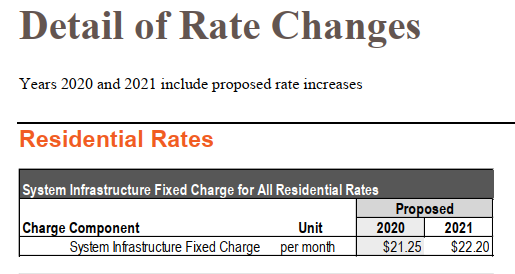 Detail of Rate Changes
Years 2020 and 2021 include proposed rate increases
Residential Rates
System Infrastructure Fixed Charge for All Residential Rates
Proposed
Charge Component Unit 2020 2021
System Infrastructure Fixed Charge per month $21.25 $22.20